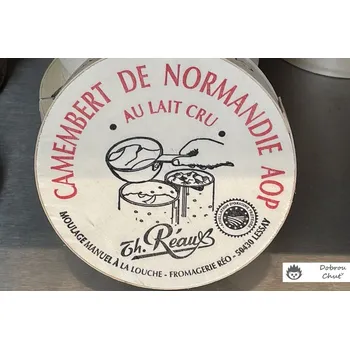 CAMEMBERT DE NORMANDIE AOP
AU LAIT CRU
Th. Réaux
MOULAGE MANUEL À LA LOUCHE - FROMAGERIE RÉO - 50430 LESSAY
Dobrou
Chuť